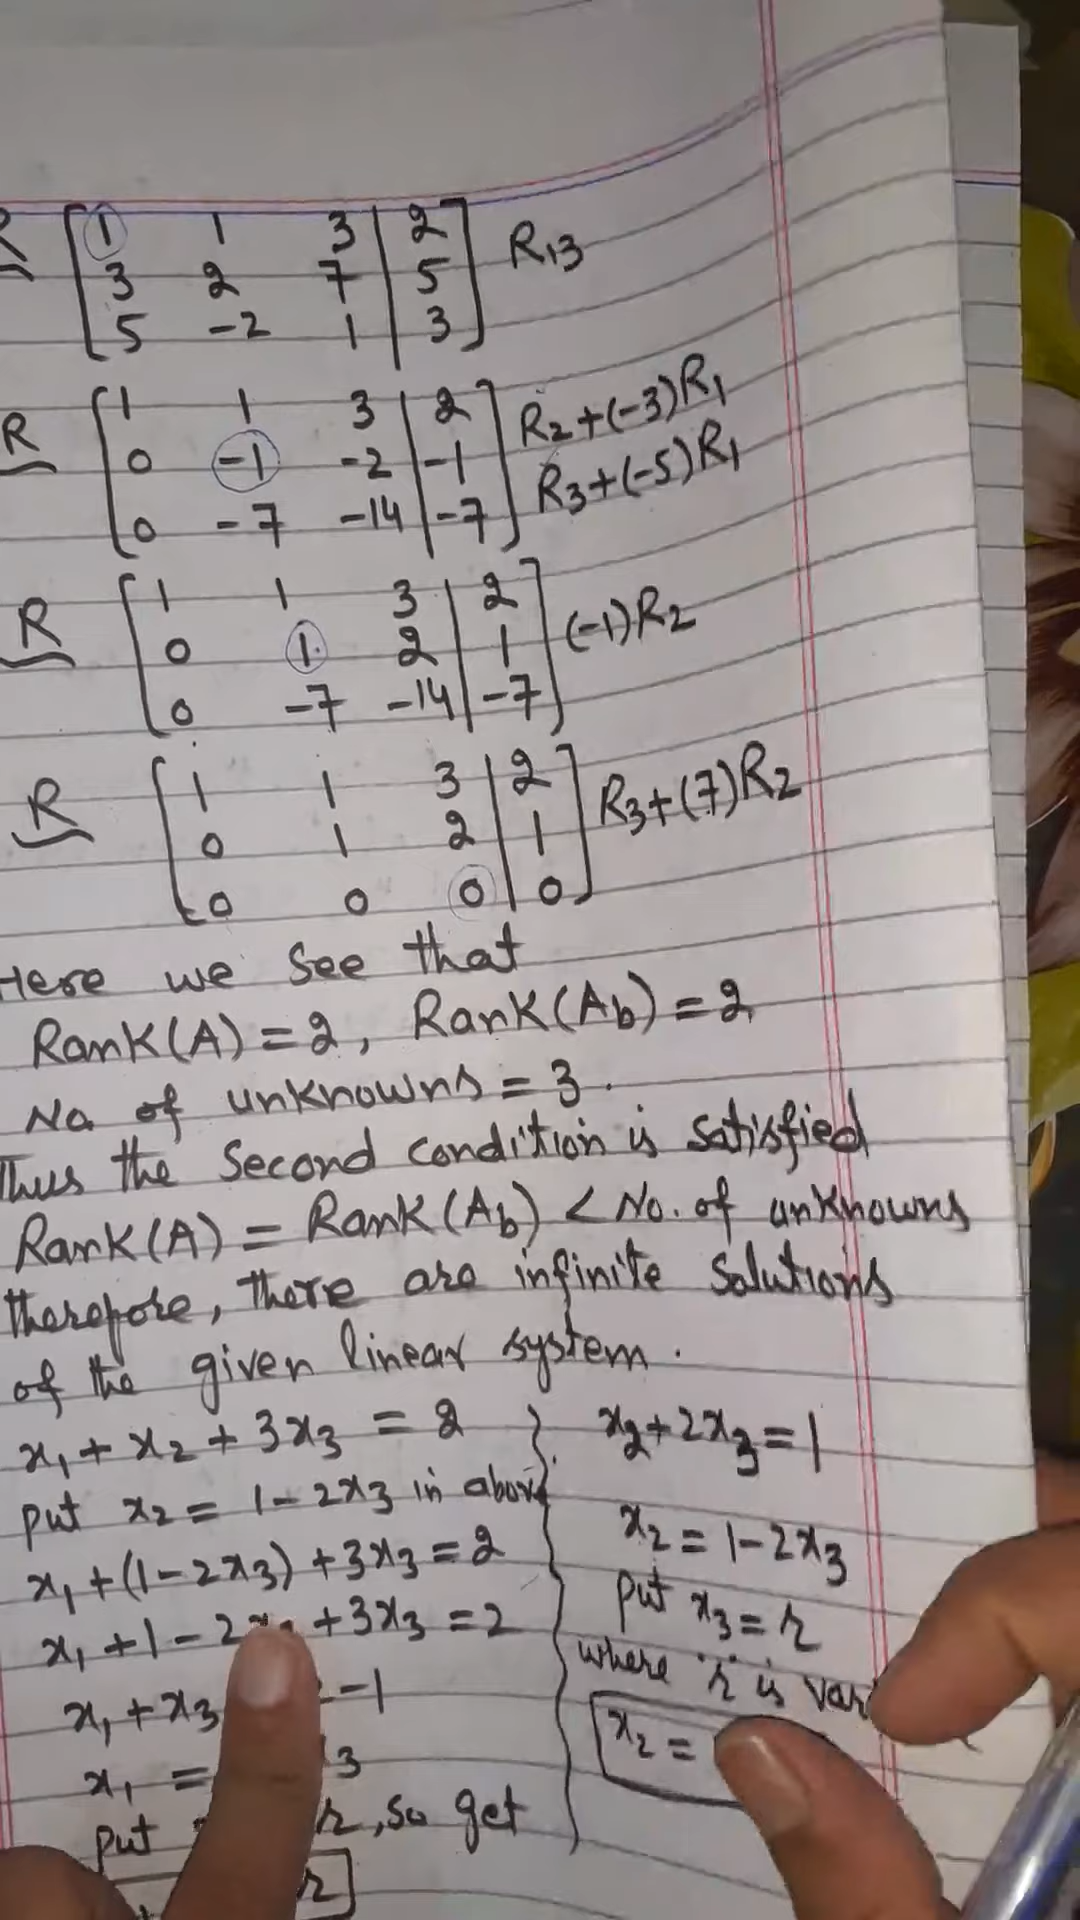 R [1 1 3 | 2] R13
[3 2 7 | 5]
[5 -2 1 | 3]
R [1 1 3 | 2] R2+(-3)R1
[0 -1 -2 | -1] R3+(-5)R1
[0 -7 -14 | -7]
R [1 1 3 | 2]
[0 1 2 | 1] (-1)R2
[0 -7 -14 | -7]
R [1 1 3 | 2] R3+(7)R2
[0 1 2 | 1]
[0 0 0 | 0]
Here we see that
Rank(A) = 2, Rank(Ab) = 2
No. of unknowns = 3.
Thus the Second condition is satisfied
Rank(A) = Rank(Ab) < No. of unknowns
therefore, there are infinite solutions
of the given linear system.
x1 + x2 + 3x3 = 2
put x2 = 1-2x3 in above
x1 + (1-2x3) + 3x3 = 2
x1 + 1 - 2 + 3x3 = 2
x1 + x3 -1
x1 = 3
put r, so get
r
x2 + 2x3 = 1
x2 = 1-2x3
put x3 = r
where 'r' is
x2 =